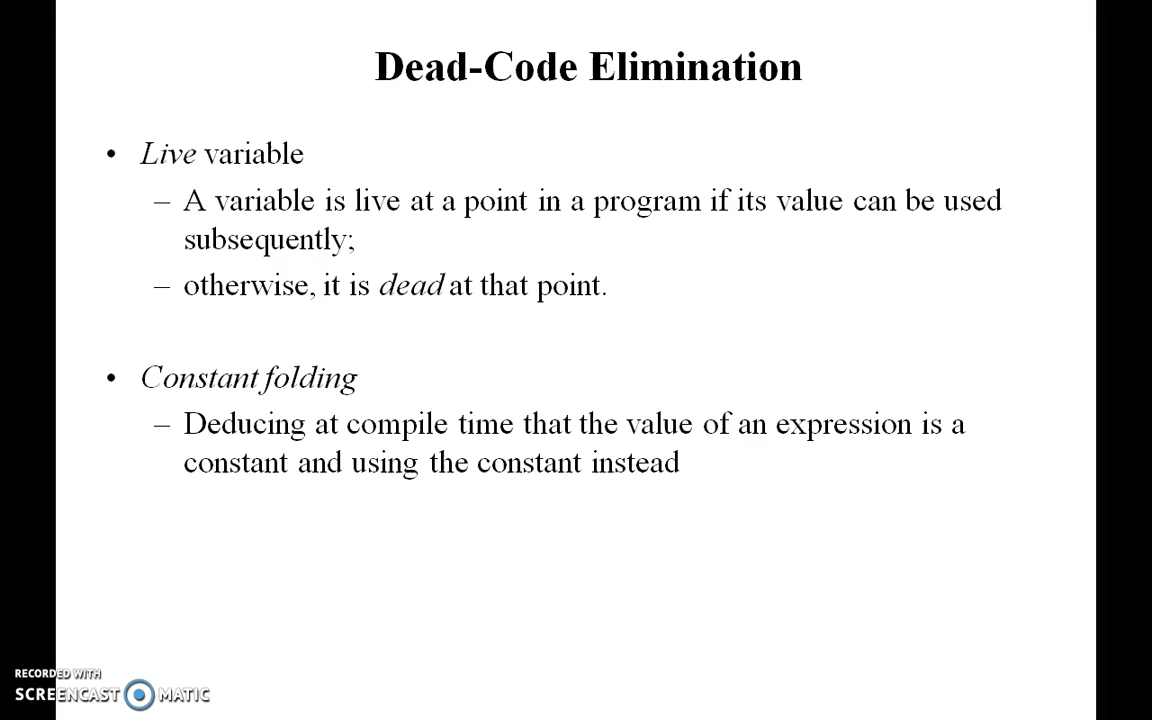 Dead-Code Elimination
• Live variable
– A variable is live at a point in a program if its value can be used
subsequently;
– otherwise, it is dead at that point.
• Constant folding
– Deducing at compile time that the value of an expression is a
constant and using the constant instead
RECORDED WITH
SCREENCAST MATIC